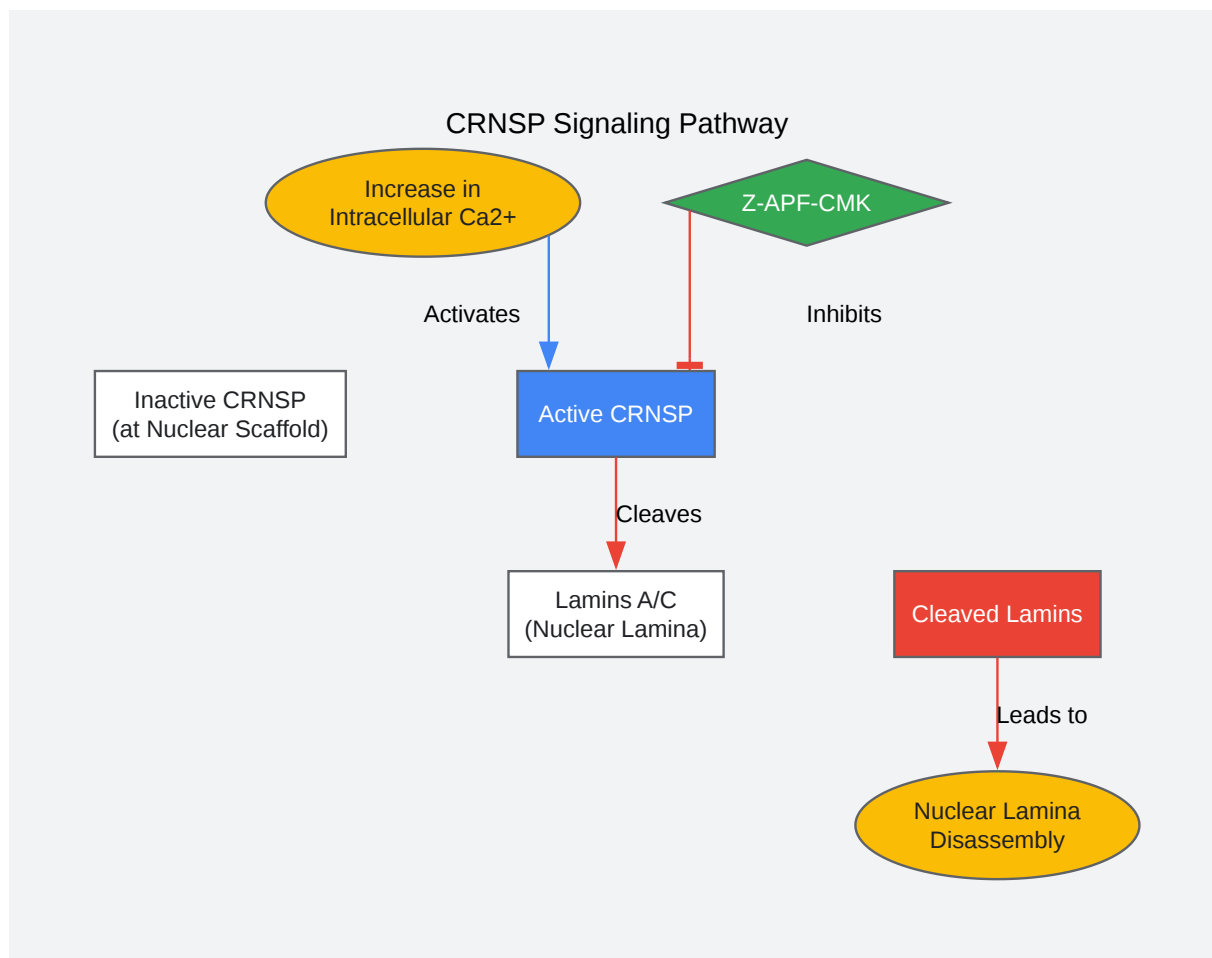 CRNSP Signaling Pathway
Increase in
Intracellular Ca2+
Z-APF-CMK
Activates
Inhibits
Inactive CRNSP
(at Nuclear Scaffold)
Active CRNSP
Cleaves
Lamins A/C
(Nuclear Lamina)
Cleaved Lamins
Leads to
Nuclear Lamina
Disassembly